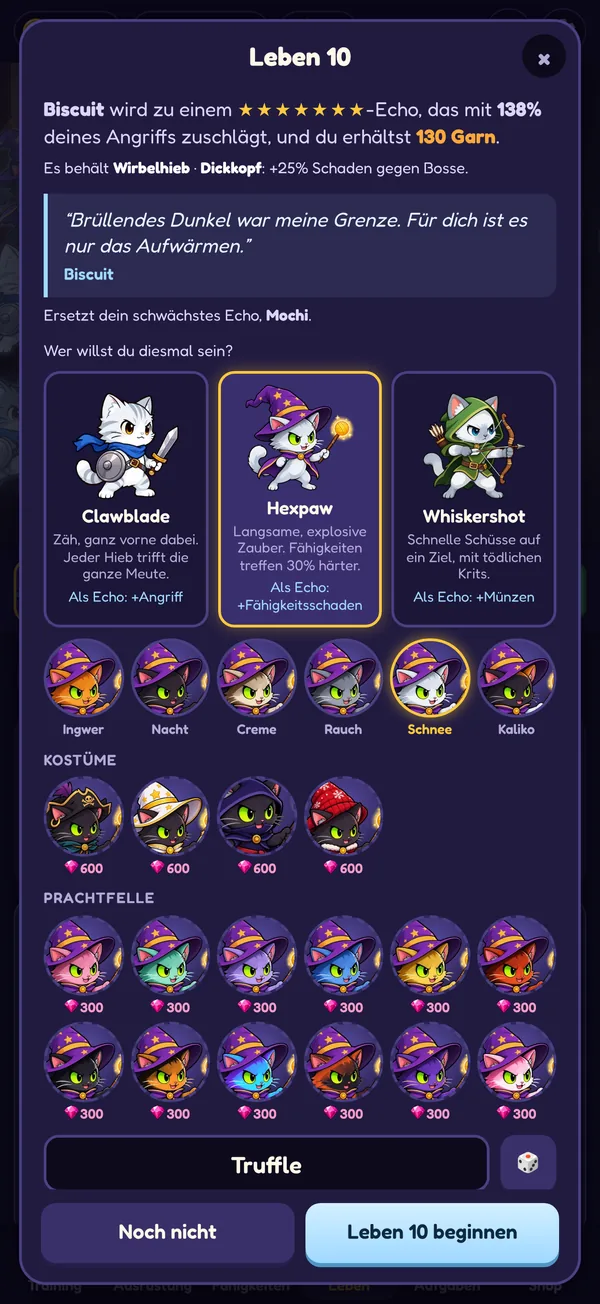 Leben 10
Biscuit wird zu einem ★★★★★★★-Echo, das mit 138%
deines Angriffs zuschlägt, und du erhältst 130 Garn.
Es behält Wirbelhieb · Dickkopf: +25% Schaden gegen Bosse.
“Brüllendes Dunkel war meine Grenze. Für dich ist es
nur das Aufwärmen.”
Biscuit
Ersetzt dein schwächstes Echo, Mochi.
Wer willst du diesmal sein?
Clawblade
Zäh, ganz vorne dabei.
Jeder Hieb trifft die
ganze Meute.
Als Echo: +Angriff
Hexpaw
Langsame, explosive
Zauber. Fähigkeiten
treffen 30% härter.
Als Echo:
+Fähigkeitsschaden
Whiskershot
Schnelle Schüsse auf
ein Ziel, mit tödlichen
Krits.
Als Echo: +Münzen
Ingwer Nacht Creme Rauch Schnee Kaliko
KOSTÜME
600 600 600 600
PRACHTFELLE
300 300 300 300 300 300
300 300 300 300 300 300
Truffle
Noch nicht Leben 10 beginnen
Training Ausrüstung Fähigkeiten Leben Aufgaben Shop